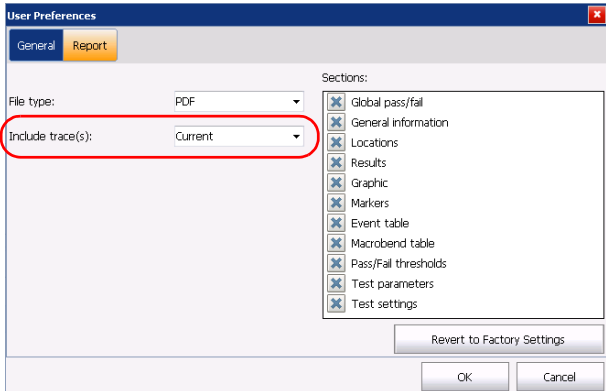 User Preferences
General Report
Sections:
File type: PDF
Include trace(s): Current
Global pass/fail
General information
Locations
Results
Graphic
Markers
Event table
Macrobend table
Pass/Fail thresholds
Test parameters
Test settings
Revert to Factory Settings
OK Cancel